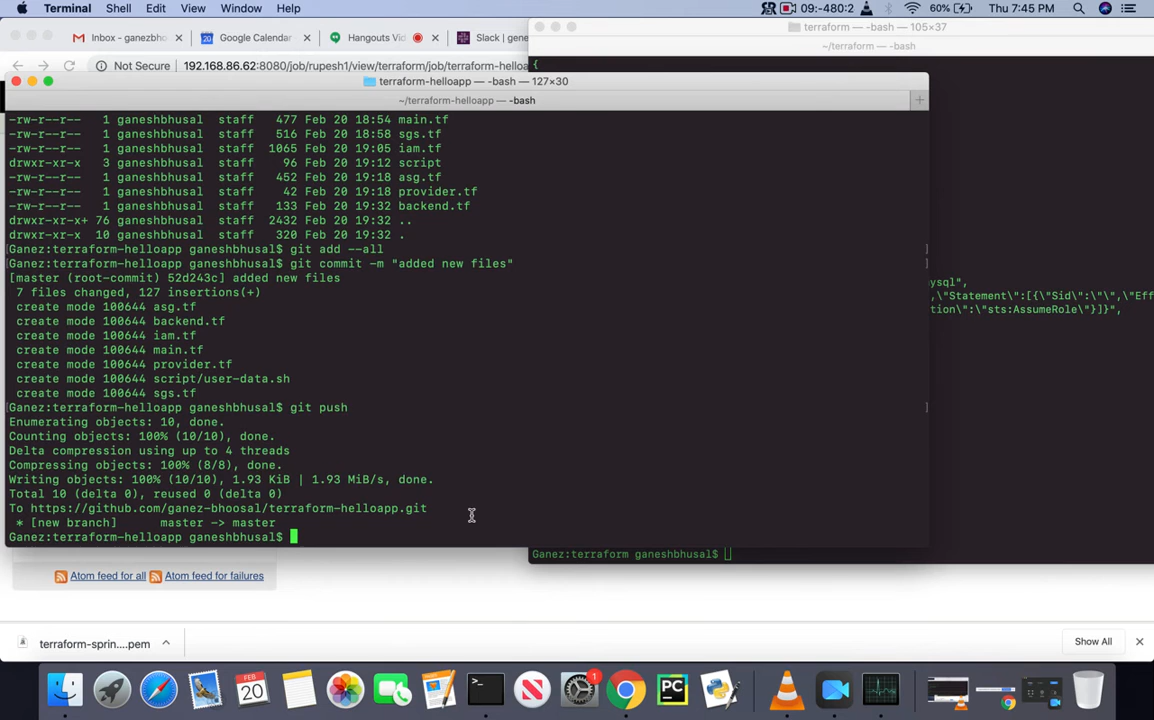 Terminal Shell Edit View Window Help 09:-480:2 60% Thu 7:45 PM
Inbox - ganezbho Google Calendar Hangouts Vid Slack | gene
Not Secure 192.168.86.62:8080/job/rupesh1/view/terraform/job/terraform-helloa
terraform — -bash — 105×37
~/terraform — -bash
{
terraform-helloapp — -bash — 127×30
~/terraform-helloapp — -bash
-rw-r--r-- 1 ganeshbhusal staff 477 Feb 20 18:54 main.tf
-rw-r--r-- 1 ganeshbhusal staff 516 Feb 20 18:58 sgs.tf
-rw-r--r-- 1 ganeshbhusal staff 1065 Feb 20 19:05 iam.tf
drwxr-xr-x 3 ganeshbhusal staff 96 Feb 20 19:12 script
-rw-r--r-- 1 ganeshbhusal staff 452 Feb 20 19:18 asg.tf
-rw-r--r-- 1 ganeshbhusal staff 42 Feb 20 19:18 provider.tf
-rw-r--r-- 1 ganeshbhusal staff 133 Feb 20 19:32 backend.tf
drwxr-xr-x+ 76 ganeshbhusal staff 2432 Feb 20 19:32 ..
drwxr-xr-x 10 ganeshbhusal staff 320 Feb 20 19:32 .
[Ganez:terraform-helloapp ganeshbhusal$ git add --all ]
[Ganez:terraform-helloapp ganeshbhusal$ git commit -m "added new files" ]
[master (root-commit) 52d243c] added new files
7 files changed, 127 insertions(+)
create mode 100644 asg.tf
create mode 100644 backend.tf
create mode 100644 iam.tf
create mode 100644 main.tf
create mode 100644 provider.tf
create mode 100644 script/user-data.sh
create mode 100644 sgs.tf
[Ganez:terraform-helloapp ganeshbhusal$ git push ]
Enumerating objects: 10, done.
Counting objects: 100% (10/10), done.
Delta compression using up to 4 threads
Compressing objects: 100% (8/8), done.
Writing objects: 100% (10/10), 1.93 KiB | 1.93 MiB/s, done.
Total 10 (delta 0), reused 0 (delta 0)
To https://github.com/ganez-bhoosal/terraform-helloapp.git
* [new branch] master -> master
Ganez:terraform-helloapp ganeshbhusal$
ysql",
,\"Statement\":[{\"Sid\":\"\",\"Eff
tion\":\"sts:AssumeRole\"}]}",
Ganez:terraform ganeshbhusal$
Atom feed for all Atom feed for failures
terraform-sprin....pem
Show All
FEB
20
1
PC